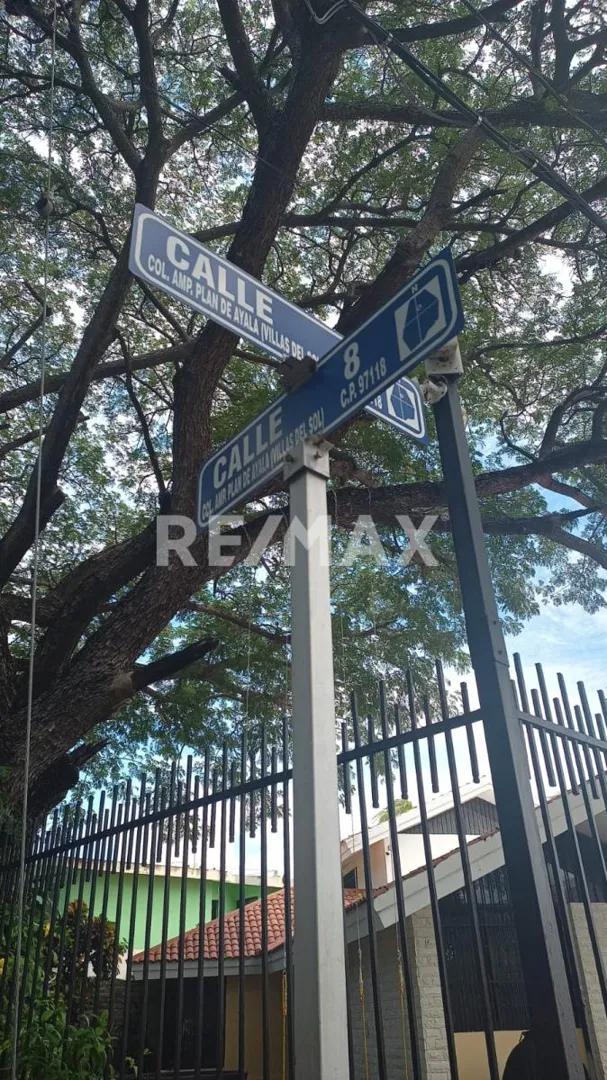 CALLE
COL. AMP. PLAN DE AYALA (VILLAS DEL
CALLE 8
COL. AMP. PLAN DE AYALA (VILLAS DEL SOL) C.P. 97118
N
RE/MAX